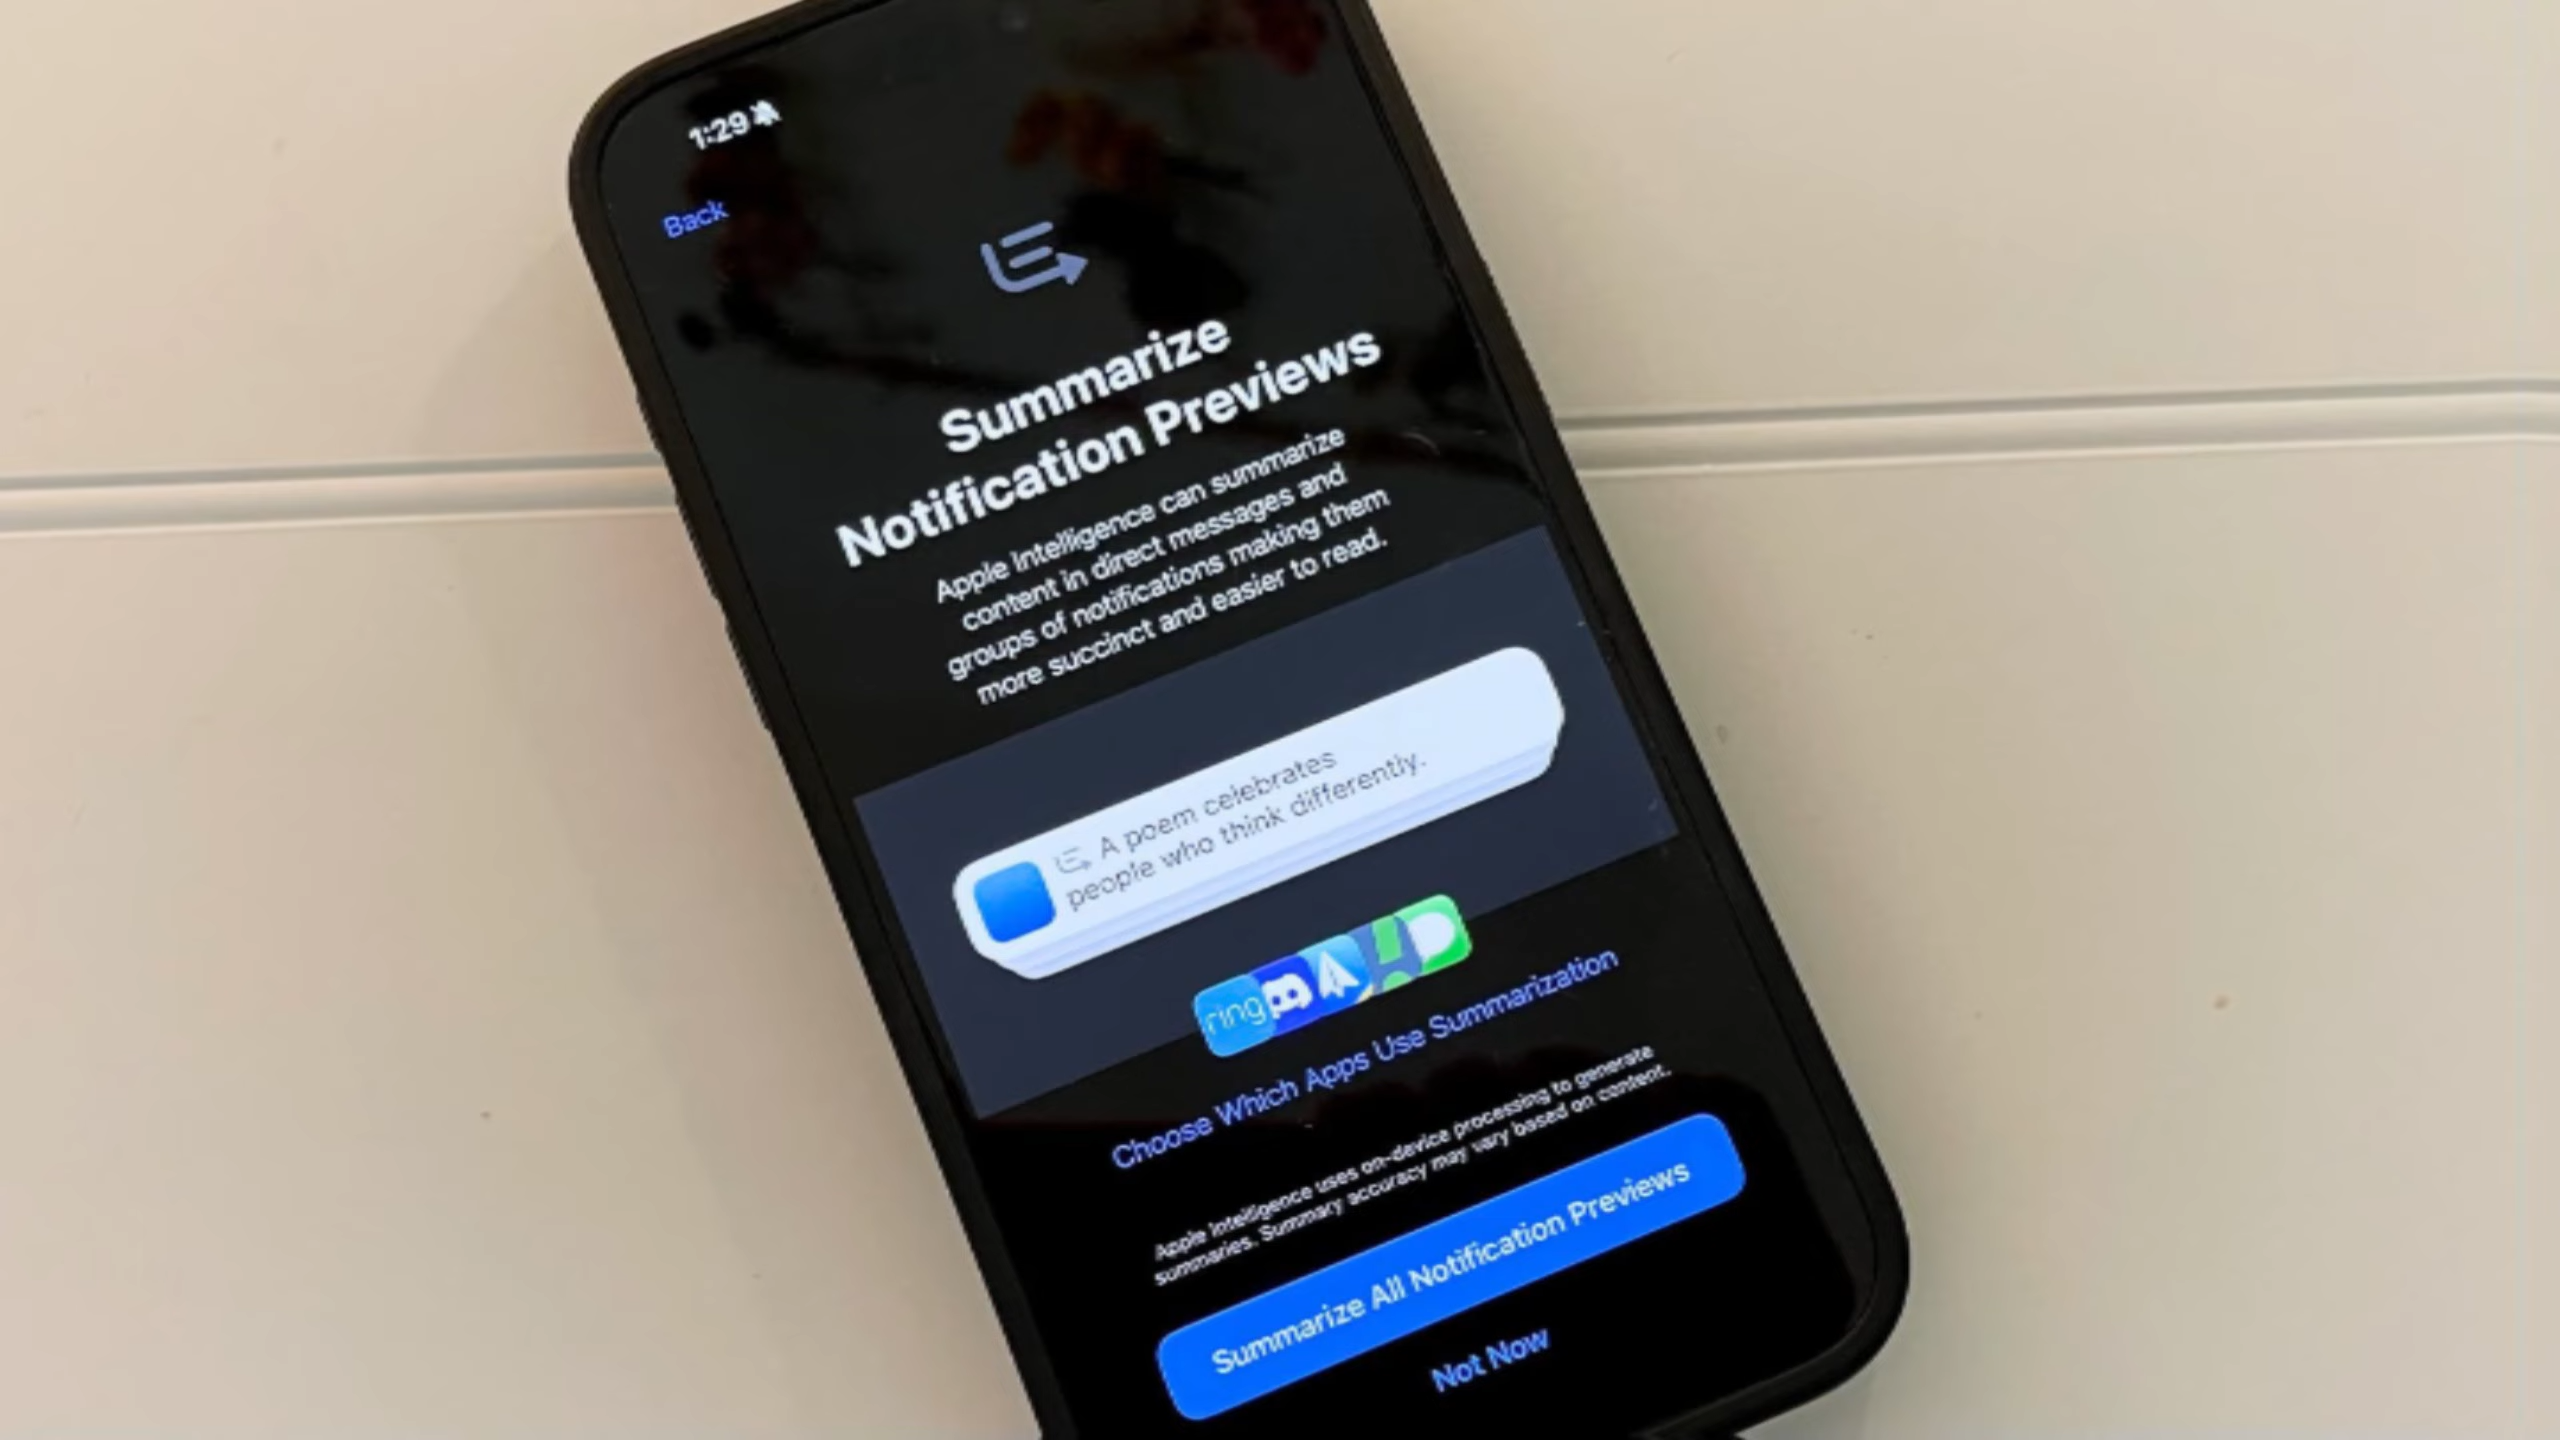 1:29
Back
Summarize
Notification Previews
Apple Intelligence can summarize
content in direct messages and
groups of notifications making them
more succinct and easier to read.
A poem celebrates
people who think differently.
ring
Choose Which Apps Use Summarization
Apple Intelligence uses on-device processing to generate
summaries. Summary accuracy may vary based on content.
Summarize All Notification Previews
Not Now